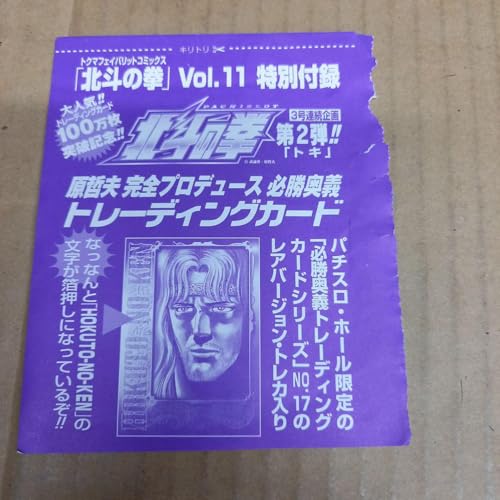 キリトリ
トクマフェイバリットコミックス
「北斗の拳」 Vol.11 特別付録
大人気!!
トレーディングカード
100万枚
突破記念!!
PACHISLOT
北斗の拳
3号連続企画
第2弾!!
「トキ」
原哲夫 完全プロデュース 必勝奥義
トレーディングカード
パチスロ・ホール限定の
「必勝奥義トレーディング
カードシリーズ」NO.17の
レアバージョントレカ入り
なっなんと「HOKUTO-NO-KEN」の
文字が箔押しになっているぞ!!